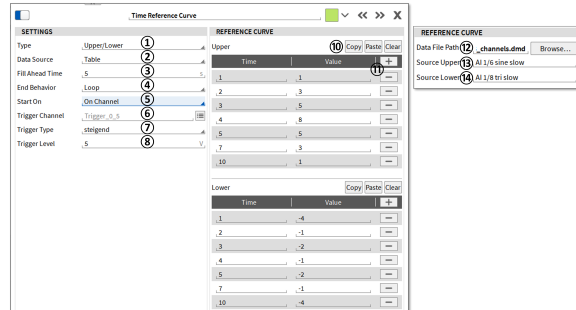 Time Reference Curve
SETTINGS
Type Upper/Lower ①
Data Source Table ②
Fill Ahead Time 5 ③ s
End Behavior Loop ④
Start On On Channel ⑤
Trigger Channel Trigger_0_5 ⑥
Trigger Type steigend ⑦
Trigger Level 5 ⑧ V
REFERENCE CURVE
Upper ⑩ Copy Paste Clear
Time Value +
⑪
1 1 −
2 3 −
3 5 −
4 8 −
5 5 −
7 3 −
10 1 −
Lower Copy Paste Clear
Time Value +
1 -4 −
2 -1 −
3 -2 −
4 -1 −
5 -2 −
7 -1 −
10 -4 −
REFERENCE CURVE
Data File Path ⑫ _channels.dmd Browse...
Source Upper ⑬ AI 1/6 sine slow
Source Lower ⑭ AI 1/8 tri slow